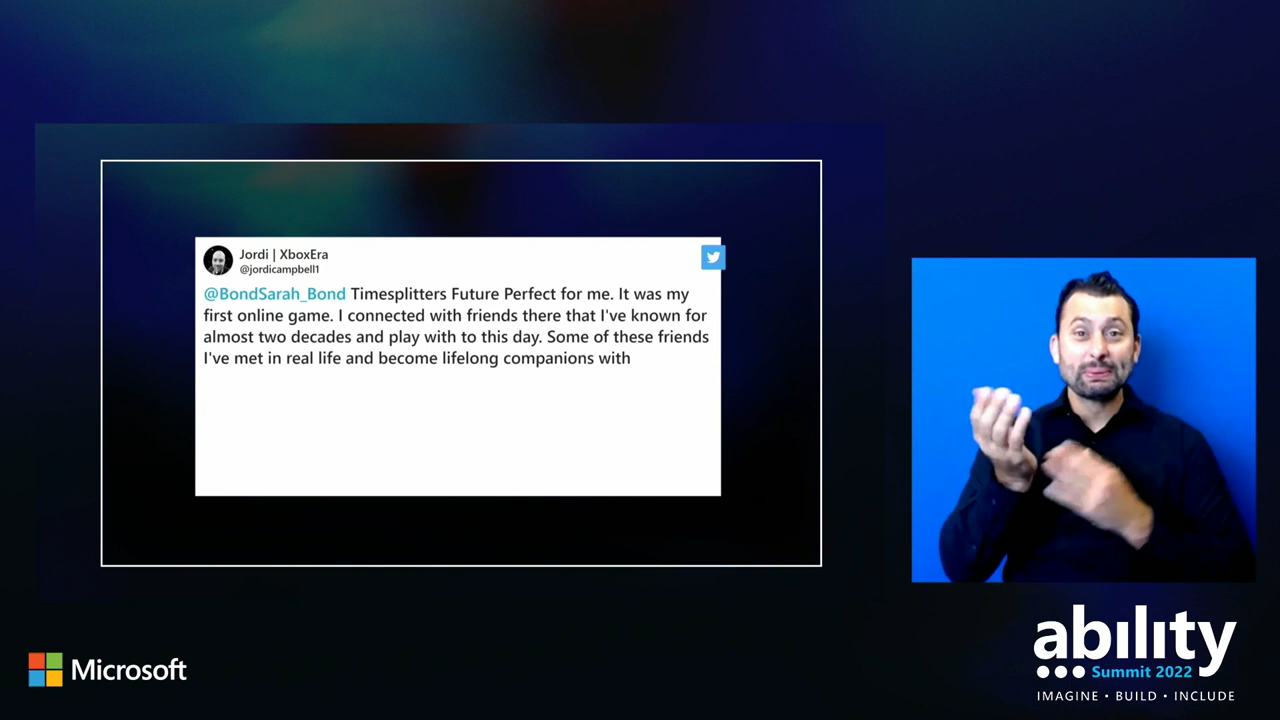 Jordi | XboxEra
@jordicampbell1
@BondSarah_Bond Timesplitters Future Perfect for me. It was my
first online game. I connected with friends there that I've known for
almost two decades and play with to this day. Some of these friends
I've met in real life and become lifelong companions with
Microsoft
ability
Summit 2022
IMAGINE • BUILD • INCLUDE